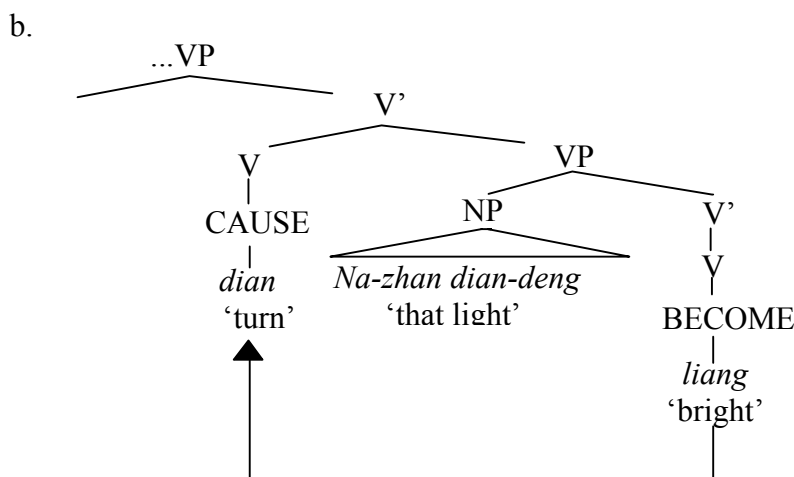 b.
...VP
V’
V VP
CAUSE NP V’
dian Na-zhan dian-deng V
‘turn’ ‘that light’ BECOME
liang
‘bright’